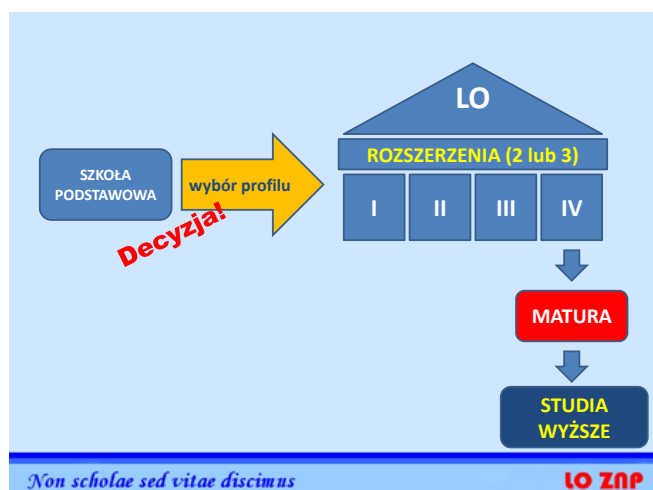 LO
ROZSZERZENIA (2 lub 3)
SZKOŁA
PODSTAWOWA
wybór profilu
Decyzja!
I II III IV
MATURA
STUDIA
WYŻSZE
Non scholae sed vitae discimus
LO ZNP